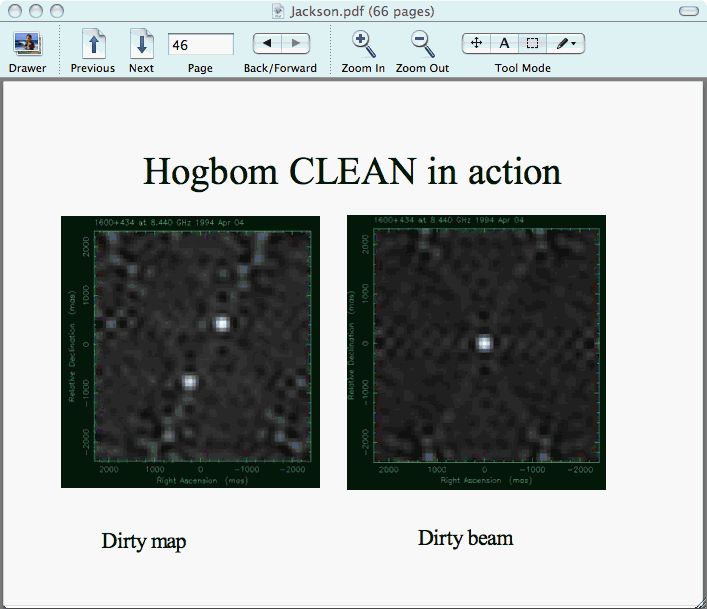 Jackson.pdf (66 pages)
46
A
Drawer Previous Next Page Back/Forward Zoom In Zoom Out Tool Mode
Hogbom CLEAN in action
1600+434 at 8.440 GHz 1994 Apr 04
2000
1000
0
-1000
-2000
Relative Declination (mas)
2000 1000 0 -1000 -2000
Right Ascension (mas)
1600+434 at 8.440 GHz 1994 Apr 04
2000
1000
0
-1000
-2000
Relative Declination (mas)
2000 1000 0 -1000 -2000
Right Ascension (mas)
Dirty map
Dirty beam